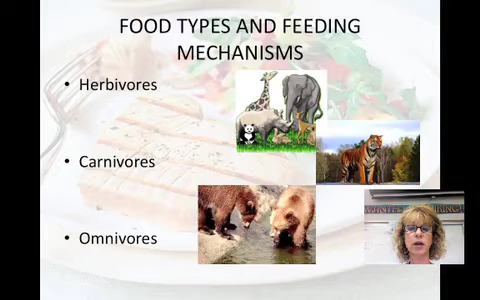 FOOD TYPES AND FEEDING
MECHANISMS
• Herbivores
• Carnivores
• Omnivores